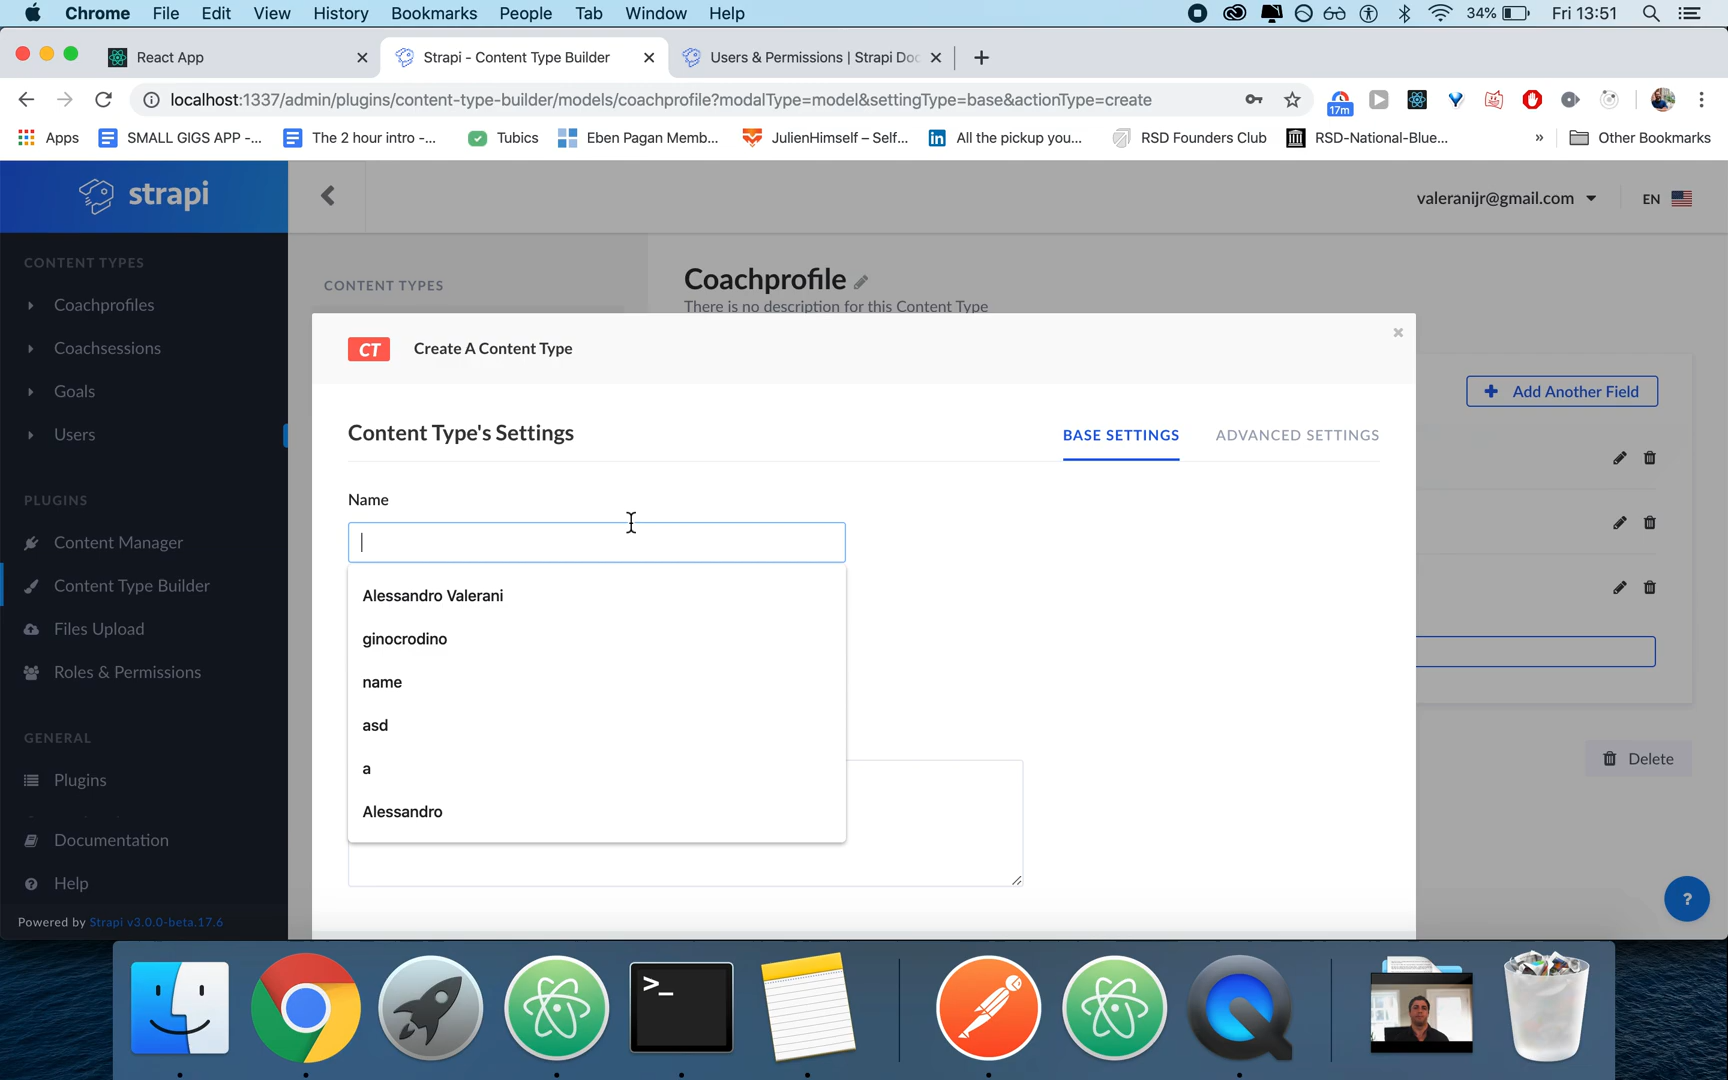 Chrome File Edit View History Bookmarks People Tab Window Help 34% Fri 13:51
React App
Strapi - Content Type Builder
Users & Permissions | Strapi Doc
localhost:1337/admin/plugins/content-type-builder/models/coachprofile?modalType=model&settingType=base&actionType=create
17m
Apps SMALL GIGS APP -... The 2 hour intro -... Tubics Eben Pagan Memb... JulienHimself – Self... All the pickup you... RSD Founders Club RSD-National-Blue... » Other Bookmarks
strapi
valeranijr@gmail.com
EN
CONTENT TYPES
Coachprofiles
Coachsessions
Goals
Users
PLUGINS
Content Manager
Content Type Builder
Files Upload
Roles & Permissions
GENERAL
Plugins
Documentation
Help
Powered by Strapi v3.0.0-beta.17.6
CONTENT TYPES
Coachprofile
There is no description for this Content Type
+ Add Another Field
Delete
CT Create A Content Type
Content Type's Settings
BASE SETTINGS
ADVANCED SETTINGS
Name
Alessandro Valerani
ginocrodino
name
asd
a
Alessandro
?
>_